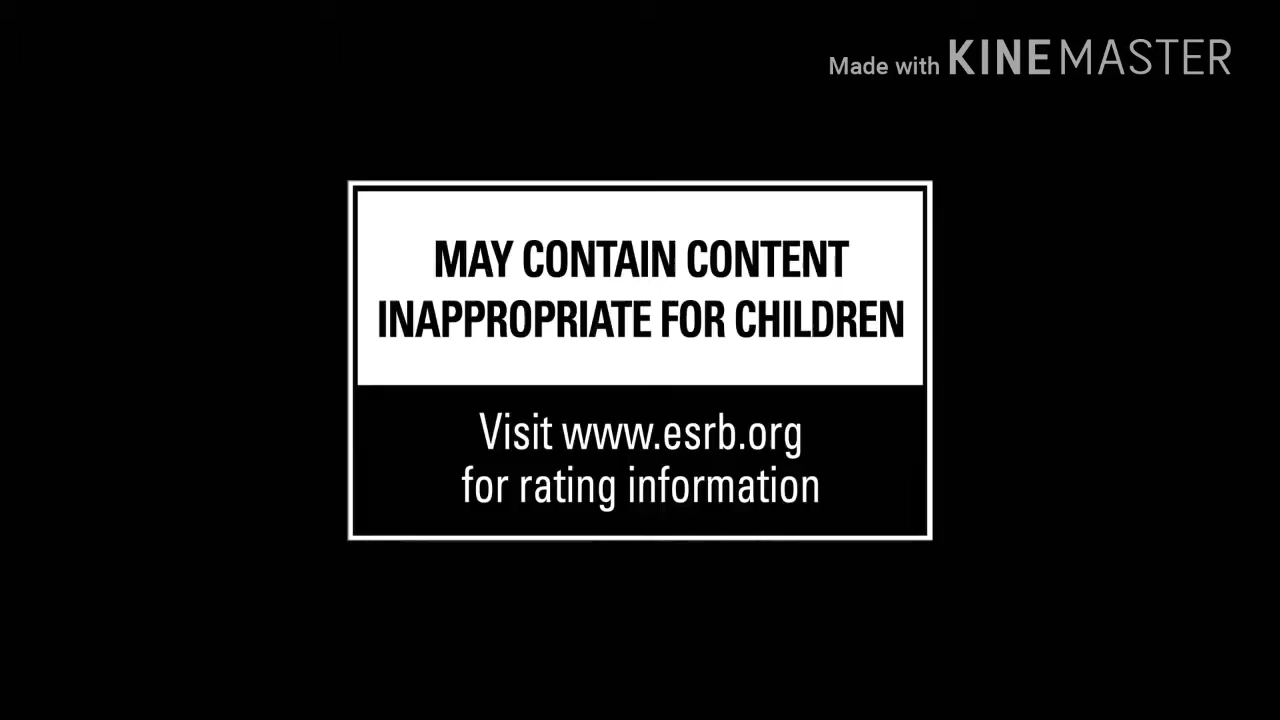 Made with KINEMASTER
MAY CONTAIN CONTENT
INAPPROPRIATE FOR CHILDREN
Visit www.esrb.org
for rating information